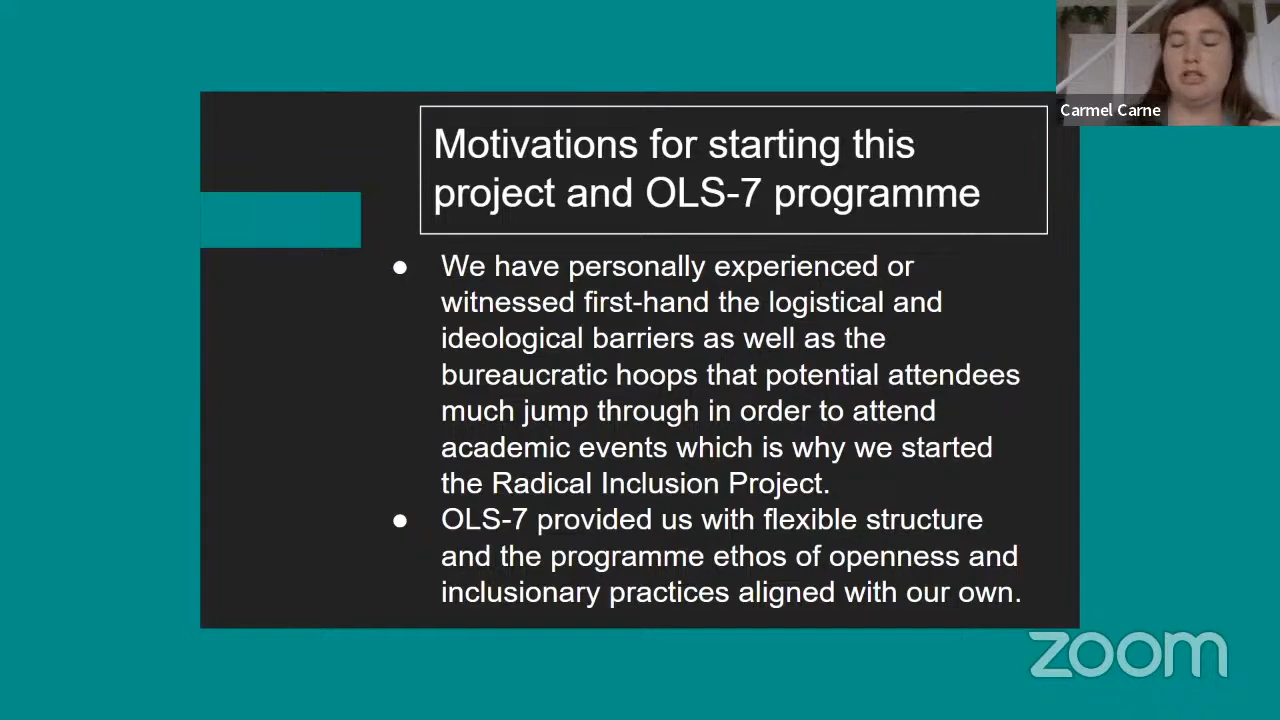 Carmel Carne
Motivations for starting this
project and OLS-7 programme
● We have personally experienced or
witnessed first-hand the logistical and
ideological barriers as well as the
bureaucratic hoops that potential attendees
much jump through in order to attend
academic events which is why we started
the Radical Inclusion Project.
● OLS-7 provided us with flexible structure
and the programme ethos of openness and
inclusionary practices aligned with our own.
zoom